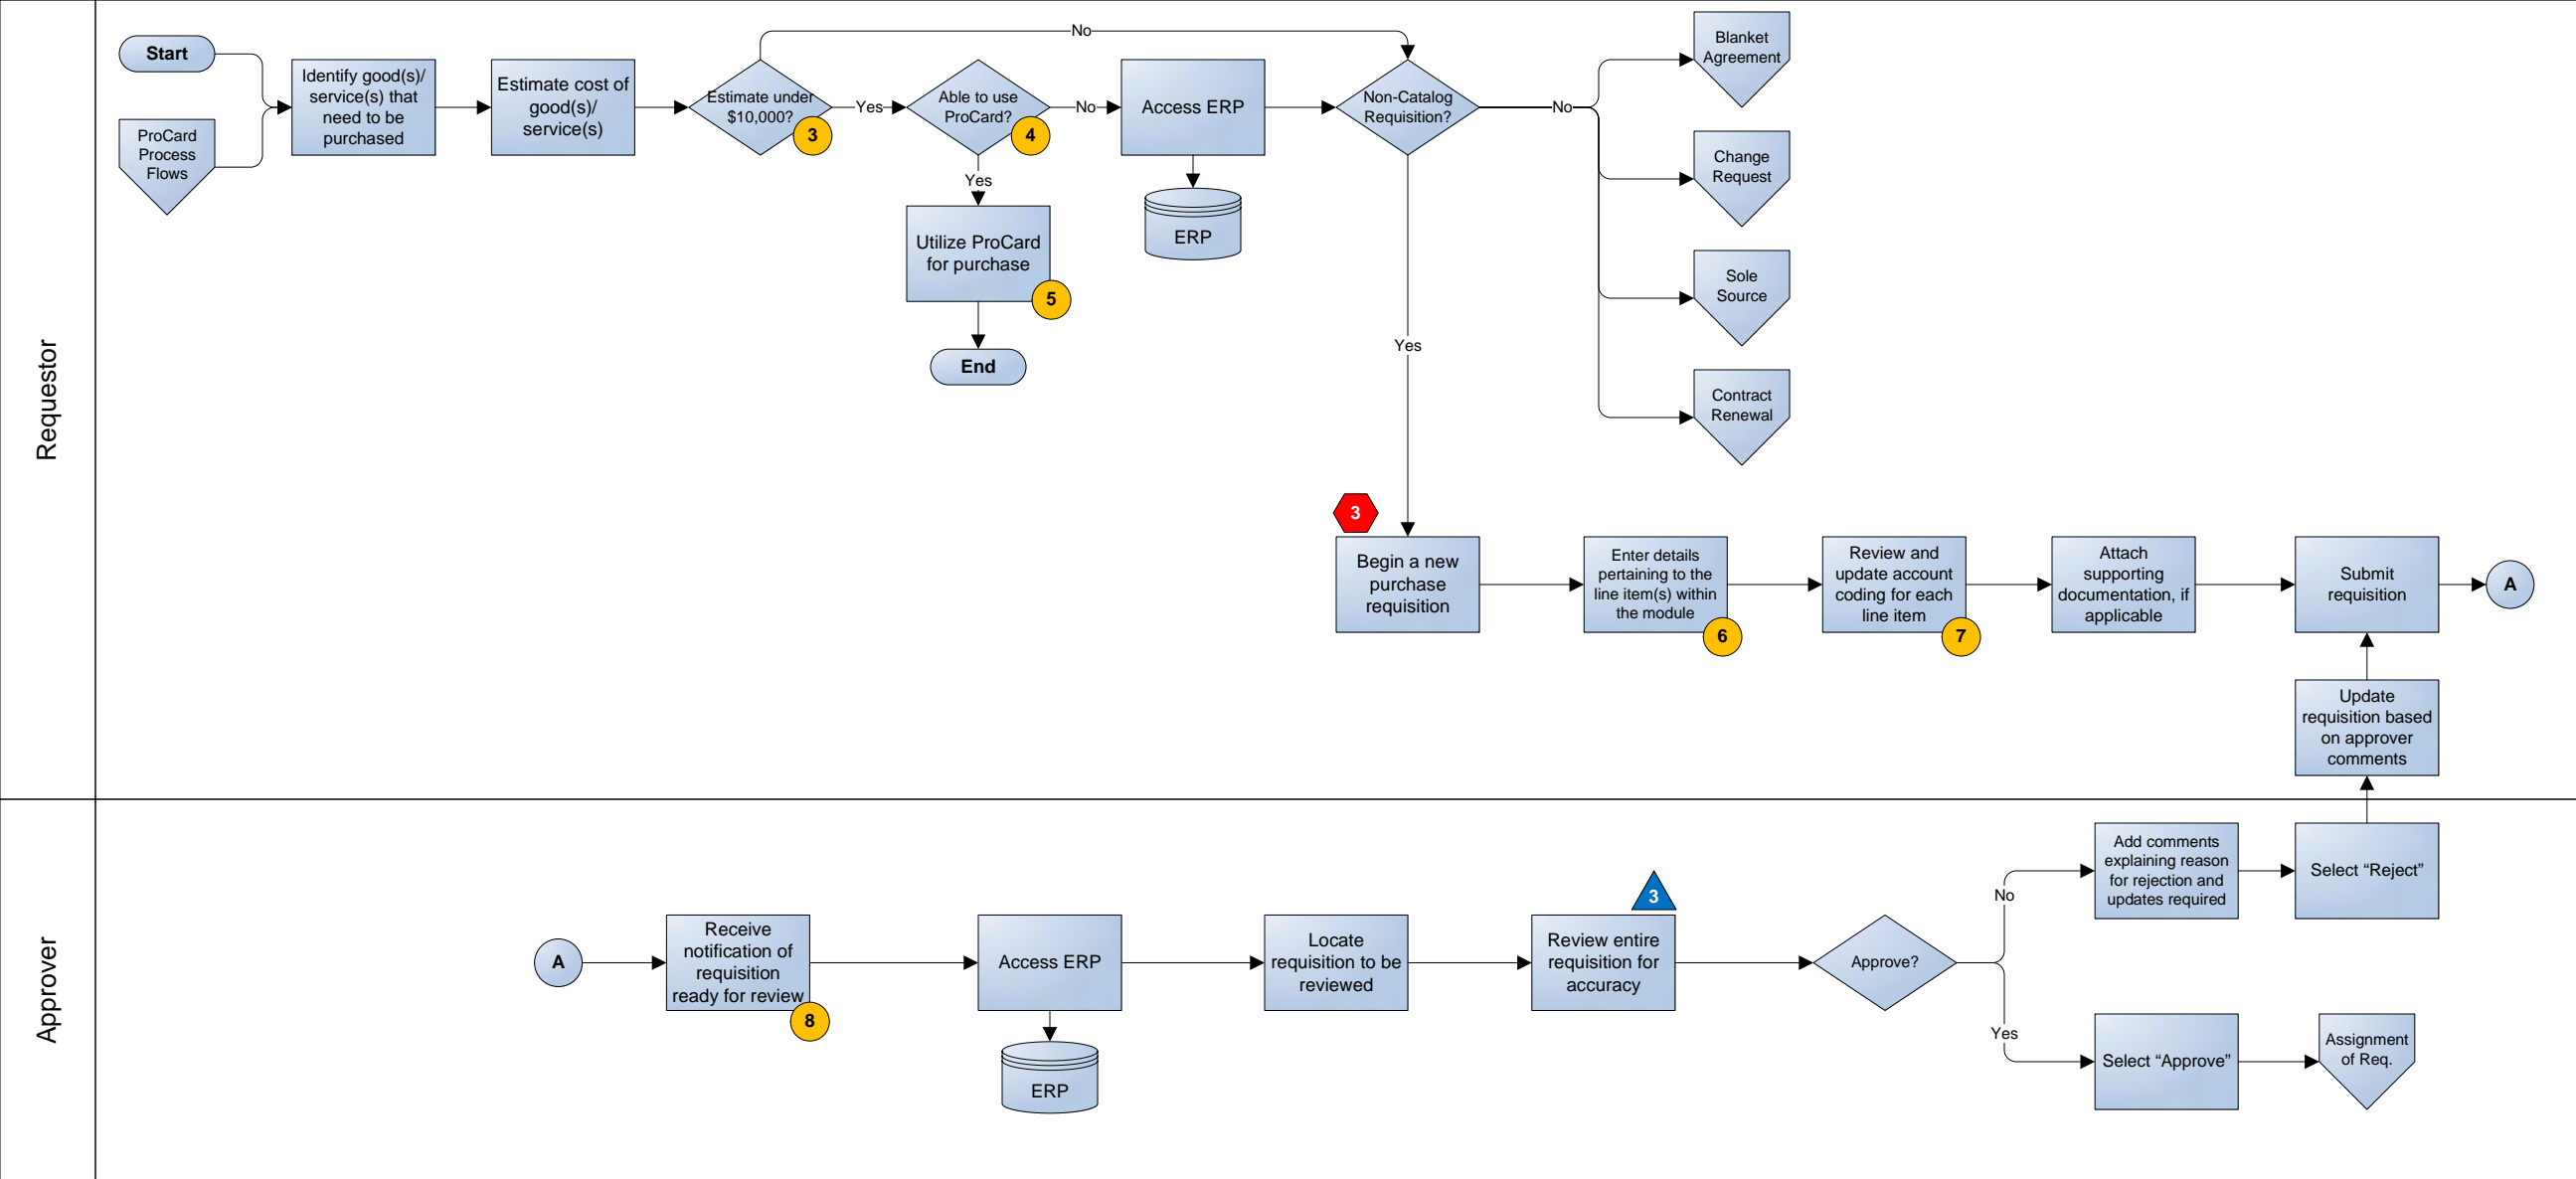 Requestor
Start
ProCard
Process
Flows
Identify good(s)/
service(s) that
need to be
purchased
Estimate cost of
good(s)/
service(s)
Estimate under
$10,000?
3
No
Yes
Able to use
ProCard?
4
No
Yes
Utilize ProCard
for purchase
5
End
Access ERP
ERP
Non-Catalog
Requisition?
No
Blanket
Agreement
Change
Request
Sole
Source
Contract
Renewal
Yes
3
Begin a new
purchase
requisition
Enter details
pertaining to the
line item(s) within
the module
6
Review and
update account
coding for each
line item
7
Attach
supporting
documentation, if
applicable
Submit
requisition
A
Update
requisition based
on approver
comments
Approver
A
Receive
notification of
requisition
ready for review
8
Access ERP
ERP
Locate
requisition to be
reviewed
3
Review entire
requisition for
accuracy
Approve?
No
Add comments
explaining reason
for rejection and
updates required
Select “Reject”
Yes
Select “Approve”
Assignment
of Req.